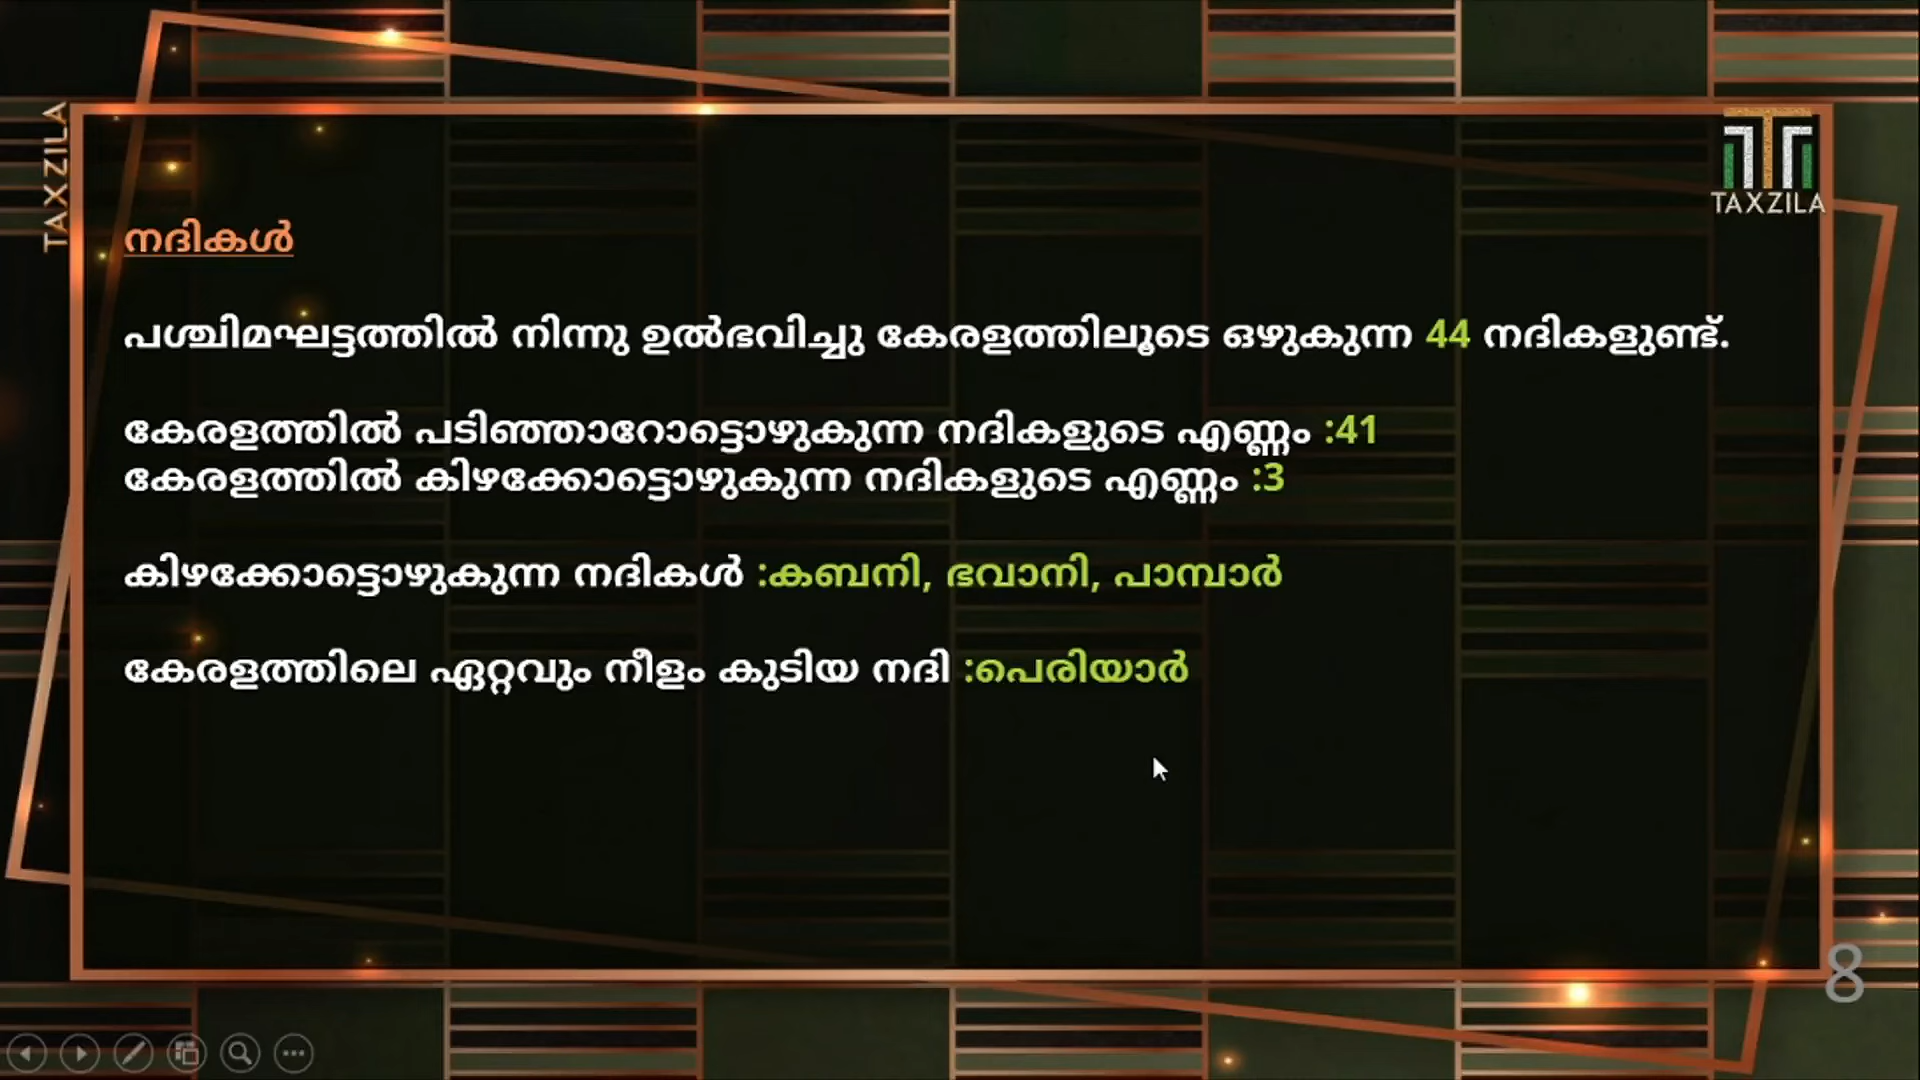 TAXZILA
TAXZILA
നദികൾ
പശ്ചിമഘട്ടത്തിൽ നിന്നു ഉൽഭവിച്ചു കേരളത്തിലൂടെ ഒഴുകുന്ന 44 നദികളുണ്ട്.
കേരളത്തിൽ പടിഞ്ഞാറോട്ടൊഴുകുന്ന നദികളുടെ എണ്ണം :41
കേരളത്തിൽ കിഴക്കോട്ടൊഴുകുന്ന നദികളുടെ എണ്ണം :3
കിഴക്കോട്ടൊഴുകുന്ന നദികൾ :കബനി, ഭവാനി, പാമ്പാർ
കേരളത്തിലെ ഏറ്റവും നീളം കുടിയ നദി :പെരിയാർ
8